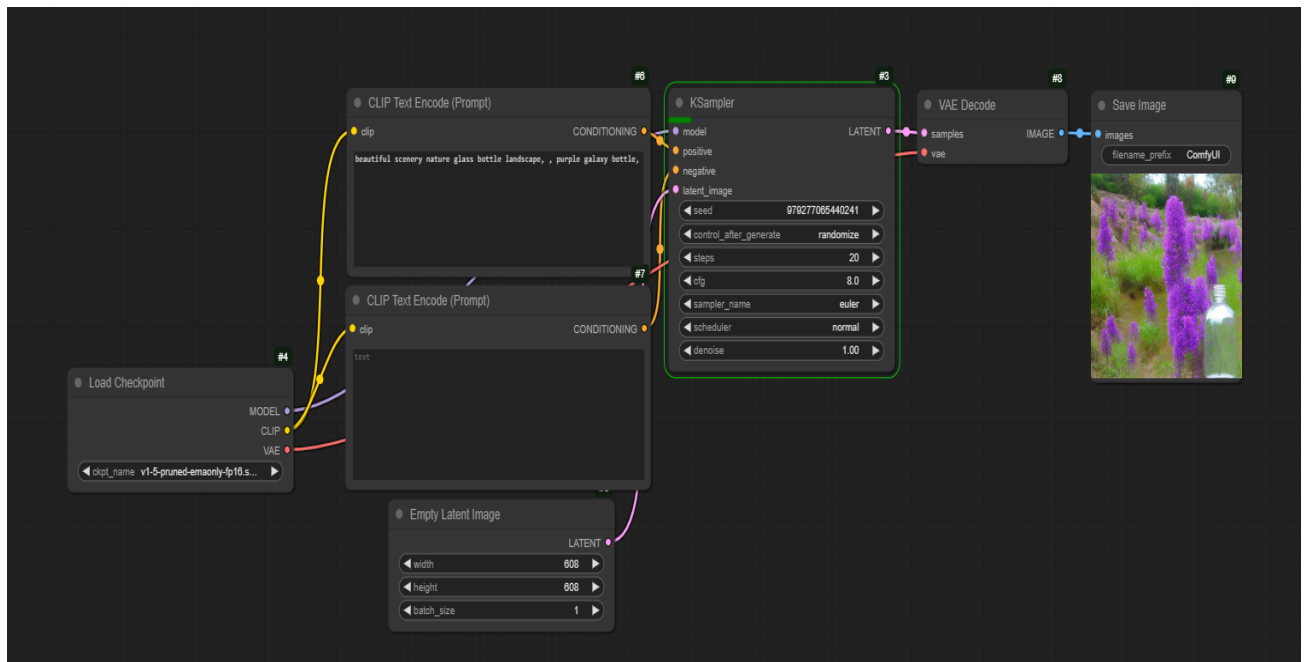 #6
CLIP Text Encode (Prompt)
clip CONDITIONING
beautiful scenery nature glass bottle landscape, , purple galaxy bottle,
#7
CLIP Text Encode (Prompt)
clip CONDITIONING
text
#4
Load Checkpoint
MODEL
CLIP
VAE
ckpt_name v1-5-pruned-emaonly-fp16.s...
Empty Latent Image
LATENT
width 608
height 608
batch_size 1
#3
KSampler
model LATENT
positive
negative
latent_image
seed 979277065440241
control_after_generate randomize
steps 20
cfg 8.0
sampler_name euler
scheduler normal
denoise 1.00
#8
VAE Decode
samples IMAGE
vae
#9
Save Image
images
filename_prefix ComfyUI